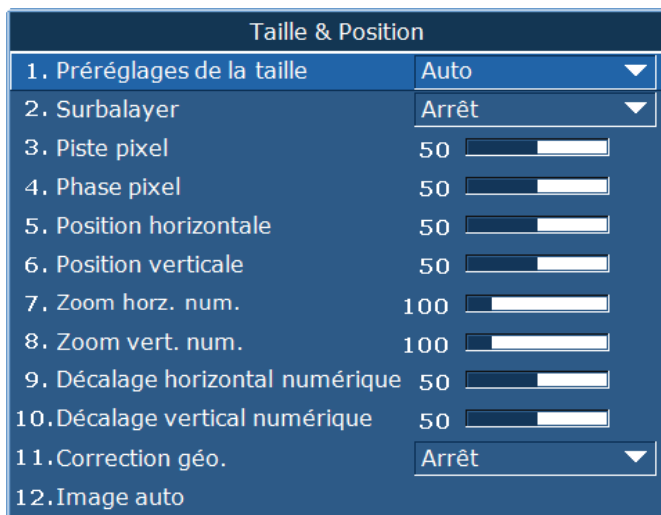 Taille & Position
1. Préréglages de la taille Auto
2. Surbalayer Arrêt
3. Piste pixel 50
4. Phase pixel 50
5. Position horizontale 50
6. Position verticale 50
7. Zoom horz. num. 100
8. Zoom vert. num. 100
9. Décalage horizontal numérique 50
10. Décalage vertical numérique 50
11. Correction géo. Arrêt
12. Image auto